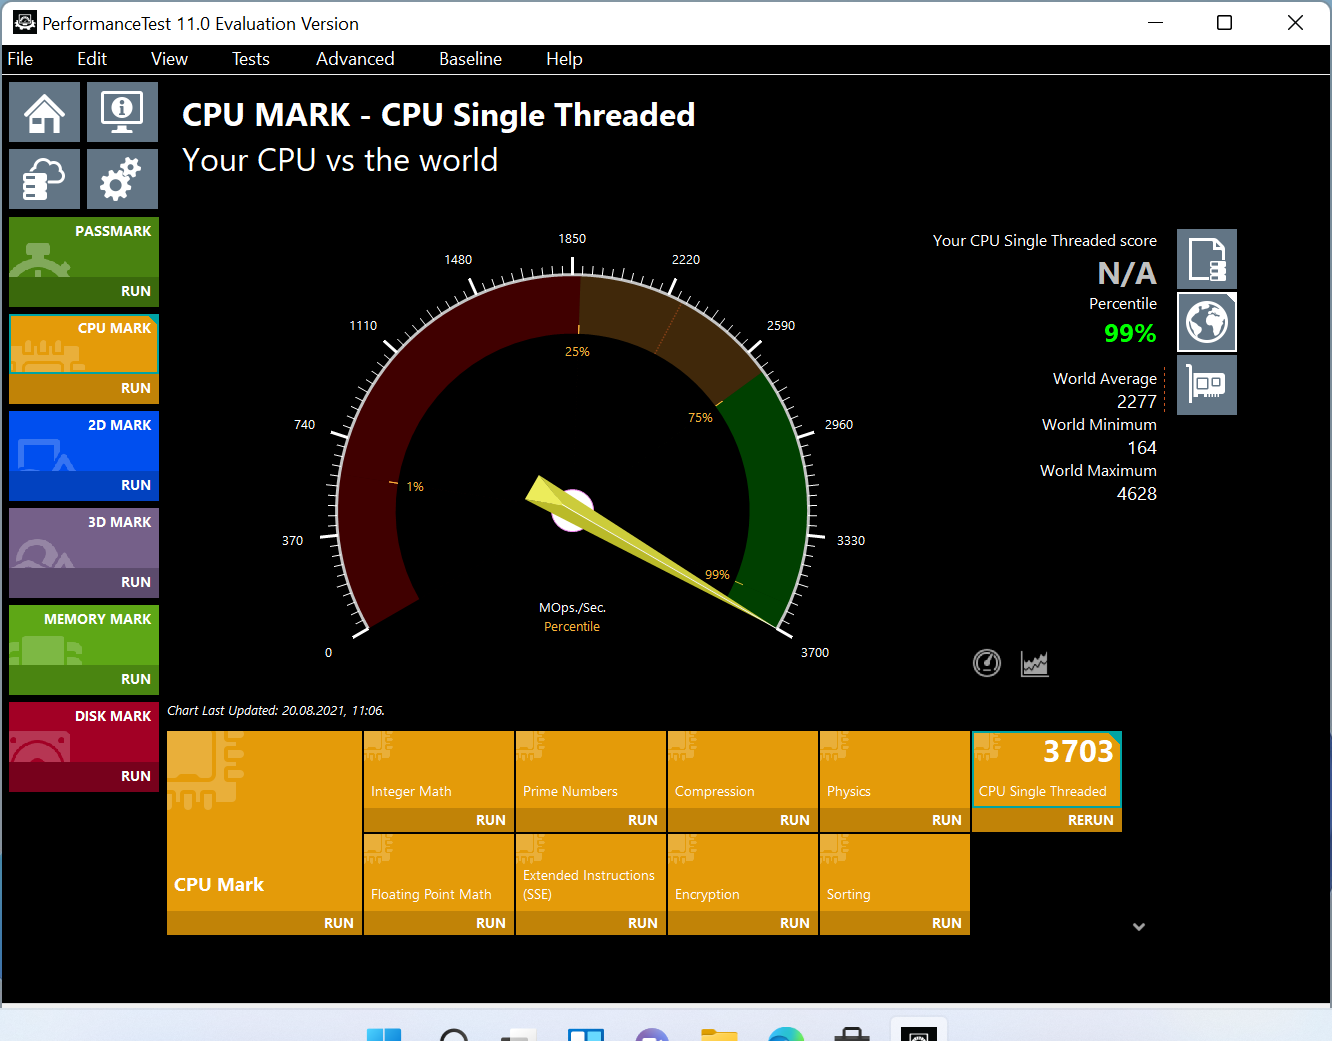 PerformanceTest 11.0 Evaluation Version
File Edit View Tests Advanced Baseline Help
CPU MARK - CPU Single Threaded
Your CPU vs the world
PASSMARK
RUN
CPU MARK
RUN
2D MARK
RUN
3D MARK
RUN
MEMORY MARK
RUN
DISK MARK
RUN
0
370
740
1110
1480
1850
2220
2590
2960
3330
3700
1%
25%
75%
99%
MOps./Sec.
Percentile
Your CPU Single Threaded score
N/A
Percentile
99%
World Average
2277
World Minimum
164
World Maximum
4628
Chart Last Updated: 20.08.2021, 11:06.
CPU Mark
RUN
Integer Math
RUN
Prime Numbers
RUN
Compression
RUN
Physics
RUN
3703
CPU Single Threaded
RERUN
Floating Point Math
RUN
Extended Instructions
(SSE)
RUN
Encryption
RUN
Sorting
RUN